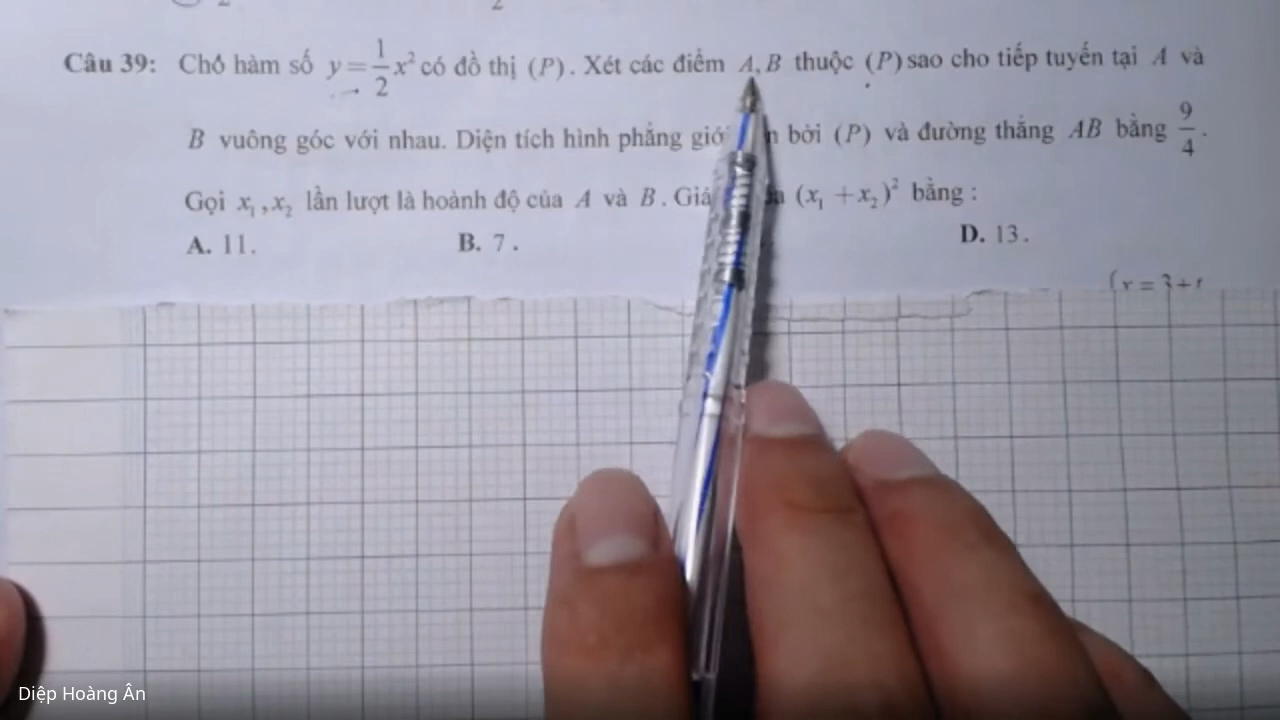 Câu 39: Cho hàm số y = \frac{1}{2}x² có đồ thị (P). Xét các điểm A, B thuộc (P) sao cho tiếp tuyến tại A và
B vuông góc với nhau. Diện tích hình phẳng bởi (P) và đường thẳng AB bằng \frac{9}{4}.
Gọi x₁, x₂ lần lượt là hoành độ của A và B. Giá (x₁ + x₂)² bằng :
A. 11. B. 7. D. 13.
Diệp Hoàng Ân